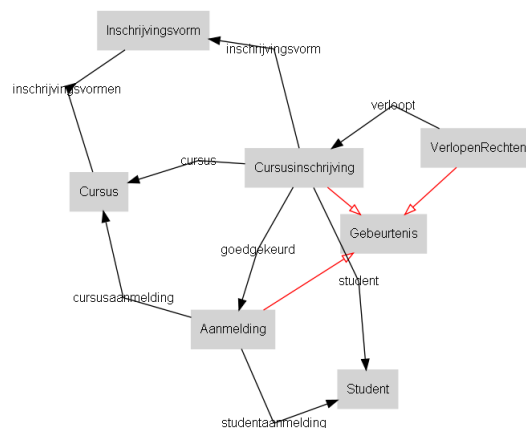 Inschrijvingsvorm
inschrijvingsvorm
inschrijvingsvormen
verloopt
VerlopenRechten
cursus
Cursusinschrijving
Cursus
Gebeurtenis
goedgekeurd
student
cursusaanmelding
Aanmelding
Student
studentaanmelding